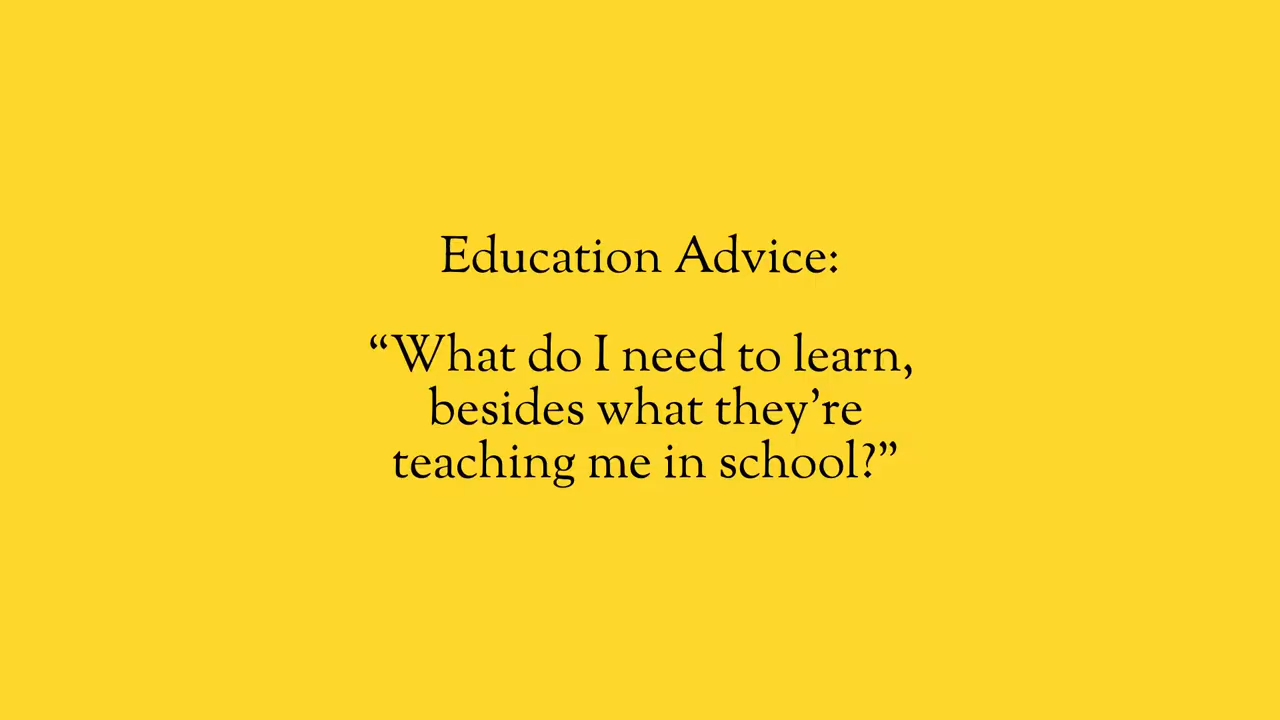 Education Advice:
“What do I need to learn,
besides what they’re
teaching me in school?”